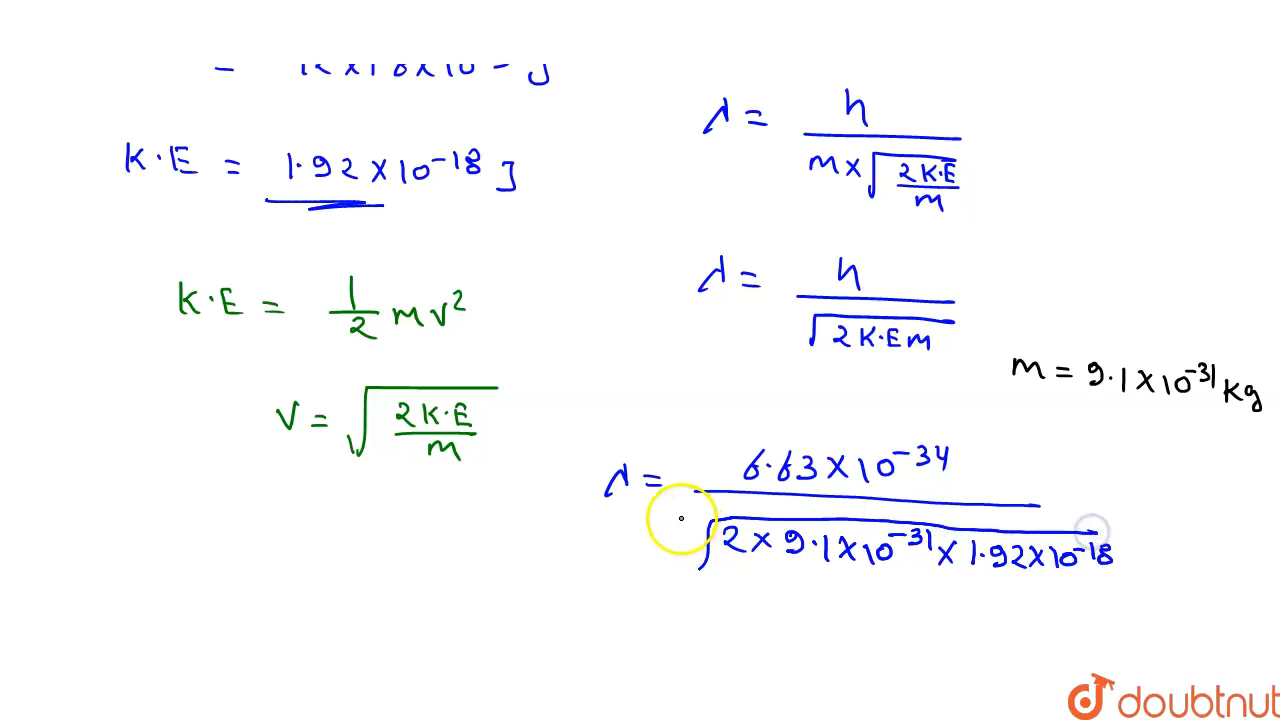 K.E = 1.92 × 10⁻¹⁸ J
K.E = 1/2 mv²
v = √(2K.E/m)
λ = h/(m × √(2K.E/m))
λ = h/√(2K.Em)
m = 9.1 × 10⁻³¹ kg
λ = 6.63 × 10⁻³⁴/√(2 × 9.1 × 10⁻³¹ × 1.92 × 10⁻¹⁸)
doubtnut